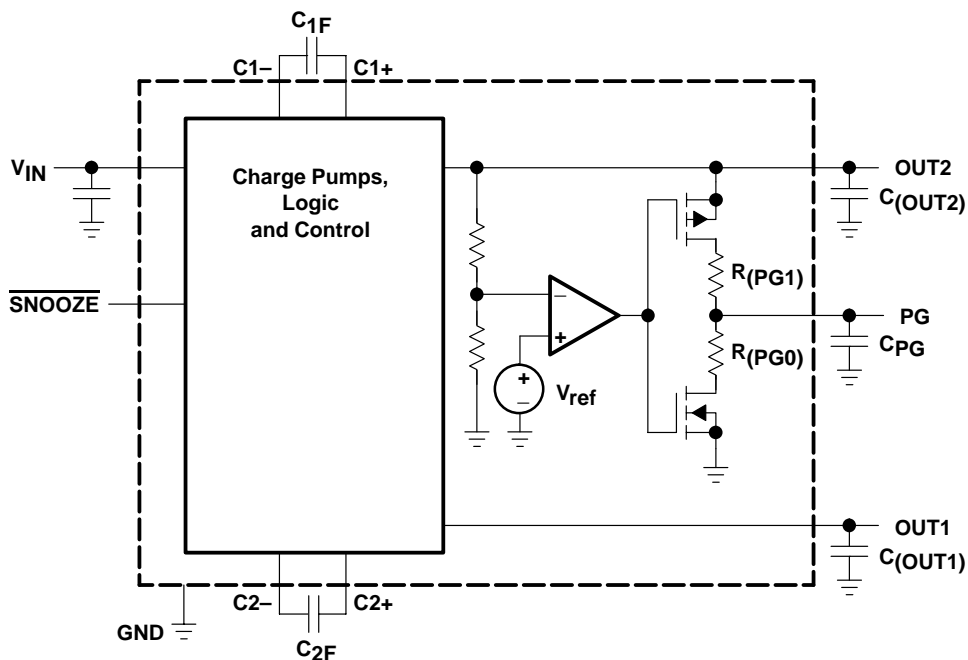 C1F
C1– C1+
VIN
Charge Pumps,
Logic
and Control
OUT2
C(OUT2)
SNOOZE
R(PG1)
–
+
PG
CPG
R(PG0)
+
–
Vref
OUT1
C(OUT1)
C2– C2+
GND
C2F